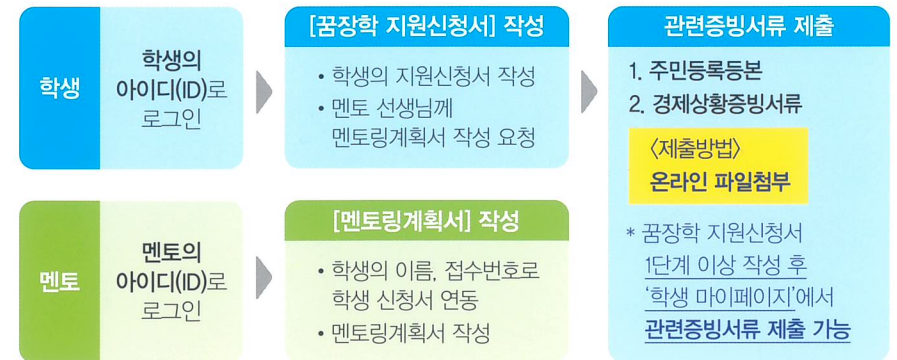 학생
학생의
아이디(ID)로
로그인
[꿈장학 지원신청서] 작성
• 학생의 지원신청서 작성
• 멘토 선생님께
멘토링계획서 작성 요청
관련증빙서류 제출
1. 주민등록등본
2. 경제상황증빙서류
〈제출방법〉
온라인 파일첨부
* 꿈장학 지원신청서
1단계 이상 작성 후
‘학생 마이페이지’에서
관련증빙서류 제출 가능
멘토
멘토의
아이디(ID)로
로그인
[멘토링계획서] 작성
• 학생의 이름, 접수번호로
학생 신청서 연동
• 멘토링계획서 작성